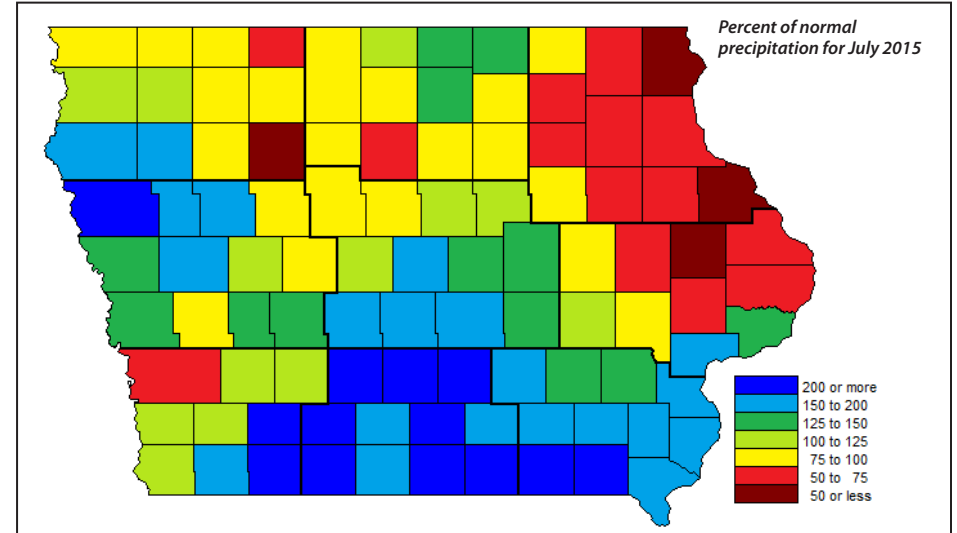 Percent of normal
precipitation for July 2015
200 or more
150 to 200
125 to 150
100 to 125
75 to 100
50 to 75
50 or less